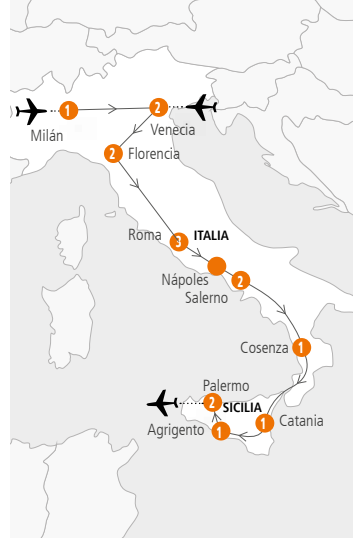 1
2
Milán
Venecia
2
Florencia
Roma
3
ITALIA
Nápoles
2
Salerno
Cosenza
1
Palermo
2
SICILIA
1
Catania
Agrigento
1